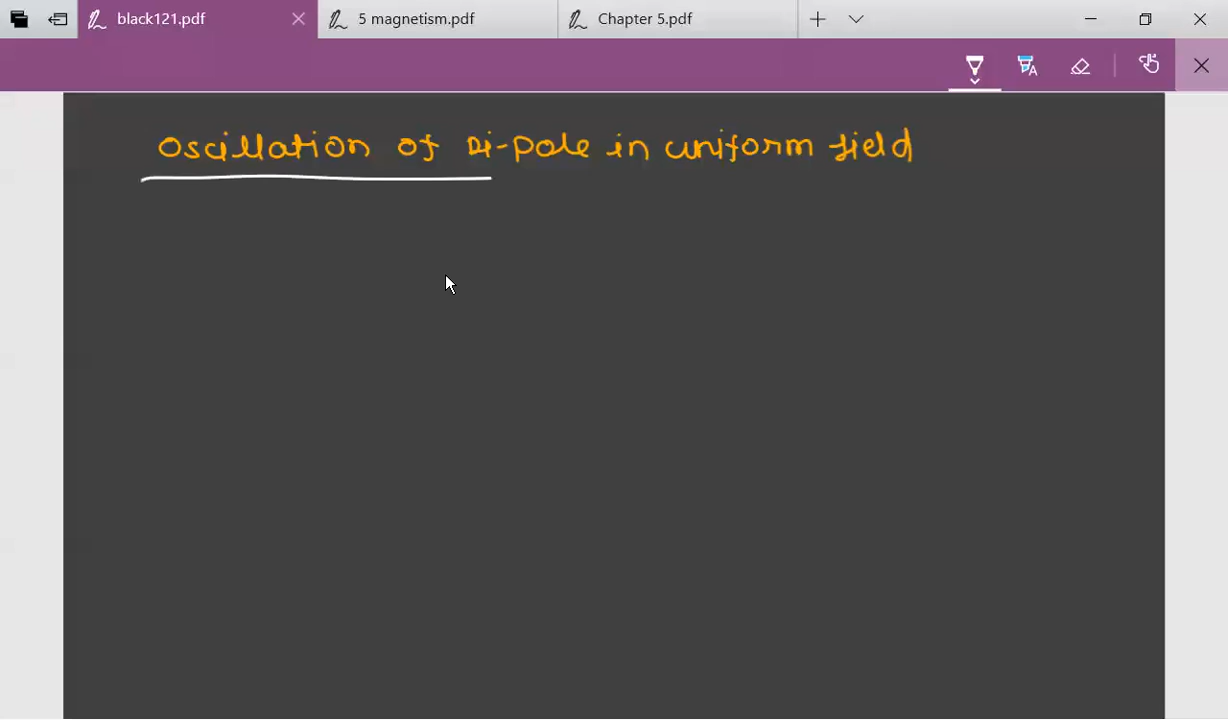 black121.pdf
5 magnetism.pdf
Chapter 5.pdf
Oscillation of Di-pole in uniform field